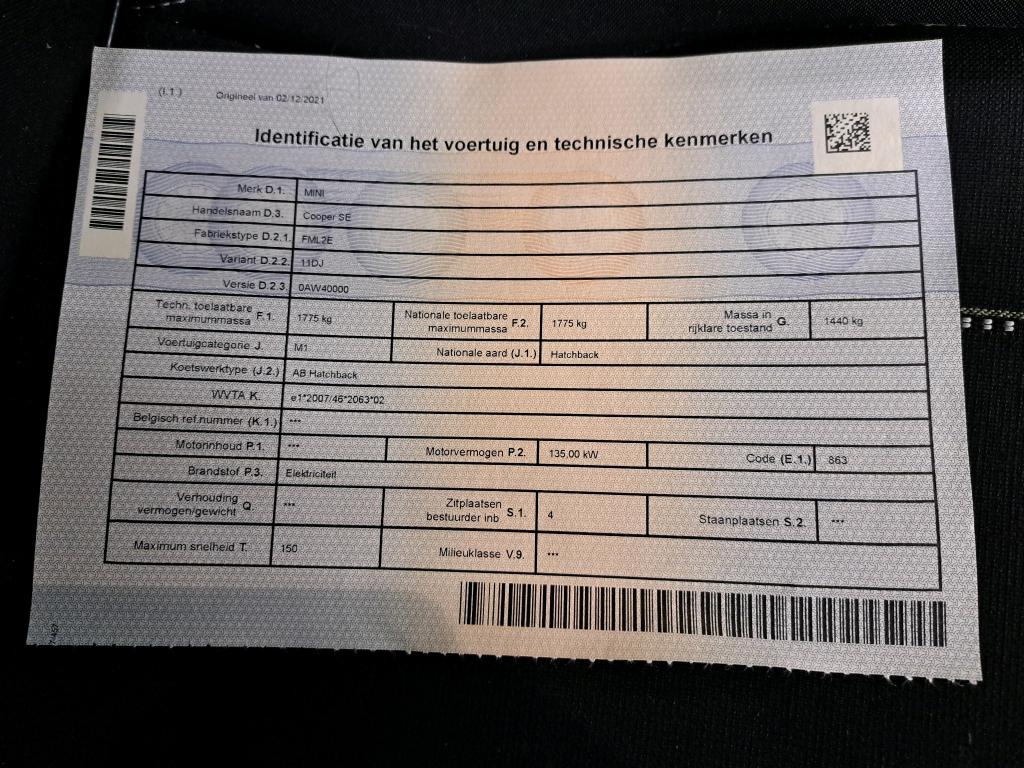 (I.1.) Origineel van 02/12/2021
Identificatie van het voertuig en technische kenmerken
Merk D.1. MINI
Handelsnaam D.3. Cooper SE
Fabriekstype D.2.1. FML2E
Variant D.2.2. 11DJ
Versie D.2.3. 0AW40000
Techn. toelaatbare maximummassa F.1. 1775 kg Nationale toelaatbare maximummassa F.2. 1775 kg Massa in rijklare toestand G. 1440 kg
Voertuigcategorie J. M1 Nationale aard (J.1.) Hatchback
Koetswerktype (J.2.) AB Hatchback
WVTA K. e1*2007/46*2063*02
Belgisch ref.nummer (K.1.) ***
Motorinhoud P.1. *** Motorvermogen P.2. 135,00 kW Code (E.1.) 863
Brandstof P.3. Elektriciteit
Verhouding vermogen/gewicht Q. *** Zitplaatsen bestuurder inb. S.1. 4 Staanplaatsen S.2. ***
Maximum snelheid T. 150 Milieuklasse V.9. ***